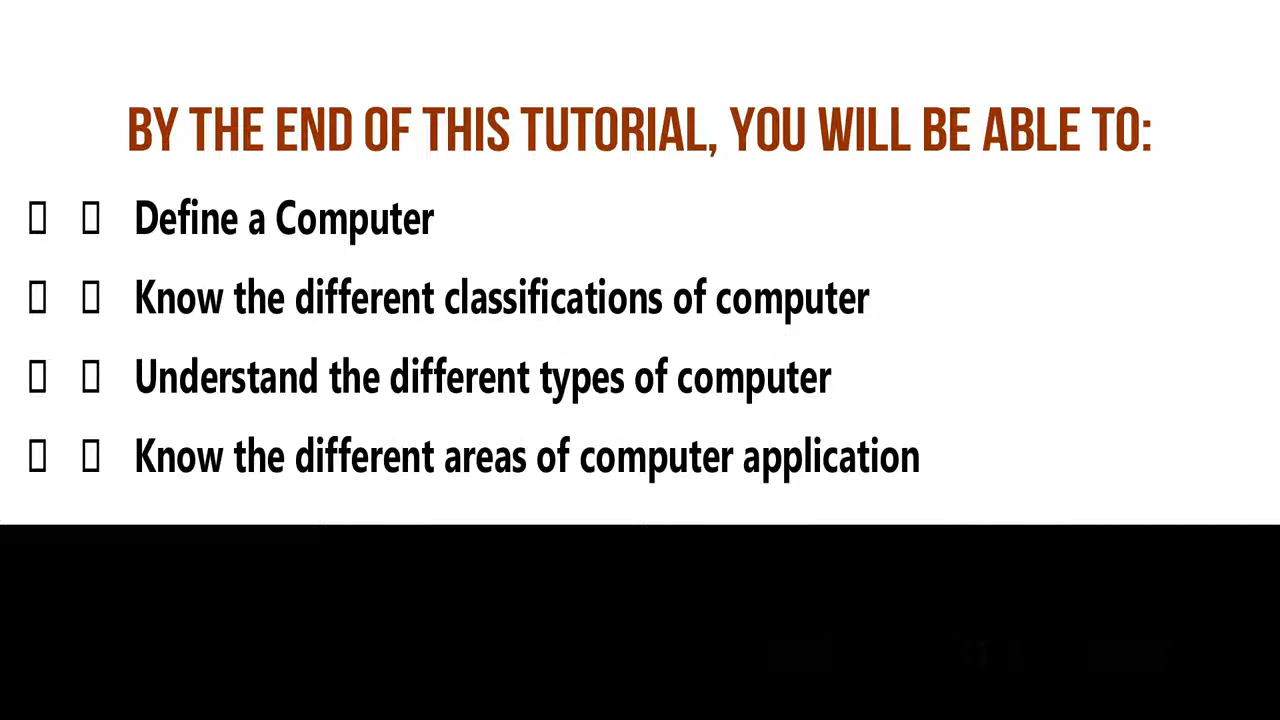 BY THE END OF THIS TUTORIAL, YOU WILL BE ABLE TO:
Define a Computer
Know the different classifications of computer
Understand the different types of computer
Know the different areas of computer application